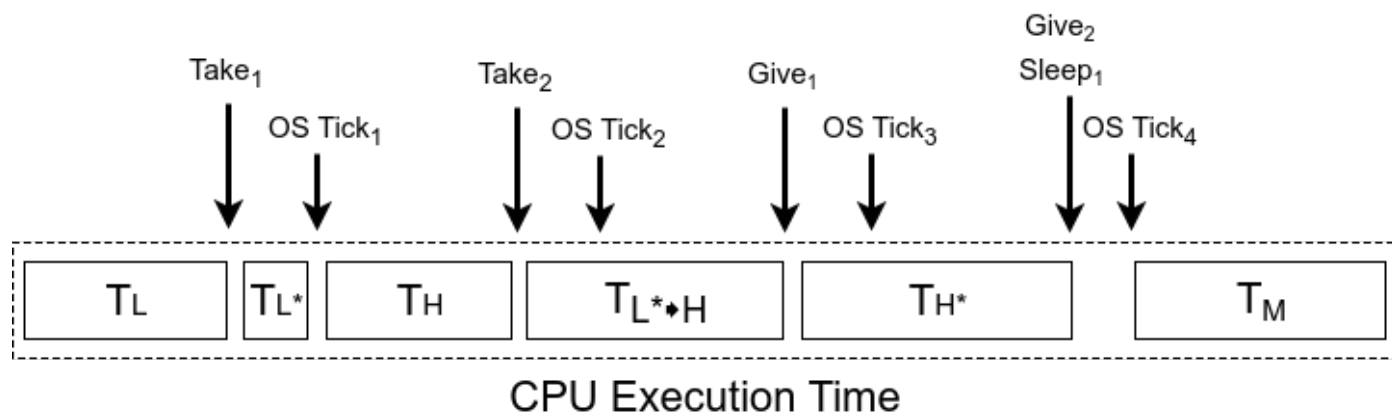 Give₂
Take₁ Take₂ Give₁ Sleep₁
OS Tick₁ OS Tick₂ OS Tick₃ OS Tick₄
TL TL* TH TL*➧H TH* TM
CPU Execution Time